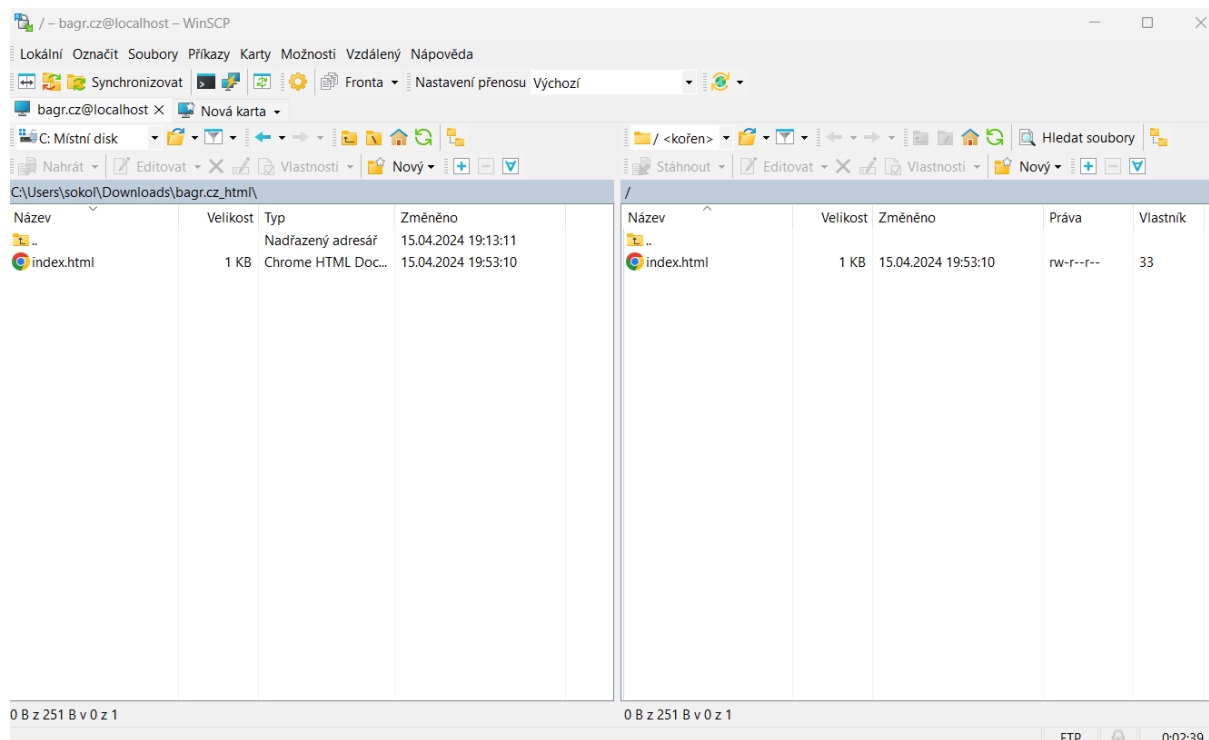 / – bagr.cz@localhost – WinSCP
Lokální Označit Soubory Příkazy Karty Možnosti Vzdálený Nápověda
Synchronizovat Fronta Nastavení přenosu Výchozí
bagr.cz@localhost Nová karta
C: Místní disk / <kořen> Hledat soubory
Nahrát Editovat Vlastnosti Nový Stáhnout Editovat Vlastnosti Nový
C:\Users\sokol\Downloads\bagr.cz_html\ /
Název Velikost Typ Změněno Název Velikost Změněno Práva Vlastník
.. Nadřazený adresář 15.04.2024 19:13:11 ..
index.html 1 KB Chrome HTML Doc... 15.04.2024 19:53:10 index.html 1 KB 15.04.2024 19:53:10 rw-r--r-- 33
0 B z 251 B v 0 z 1 0 B z 251 B v 0 z 1
FTP 0:02:39